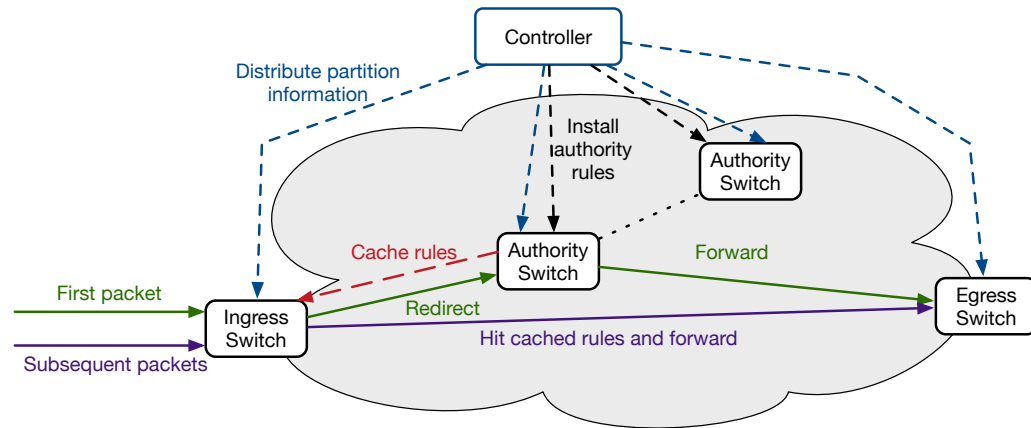 Controller
Distribute partition
information
Install
authority
rules
Authority
Switch
Cache rules
Authority
Switch
Forward
First packet
Redirect
Ingress
Switch
Egress
Switch
Hit cached rules and forward
Subsequent packets